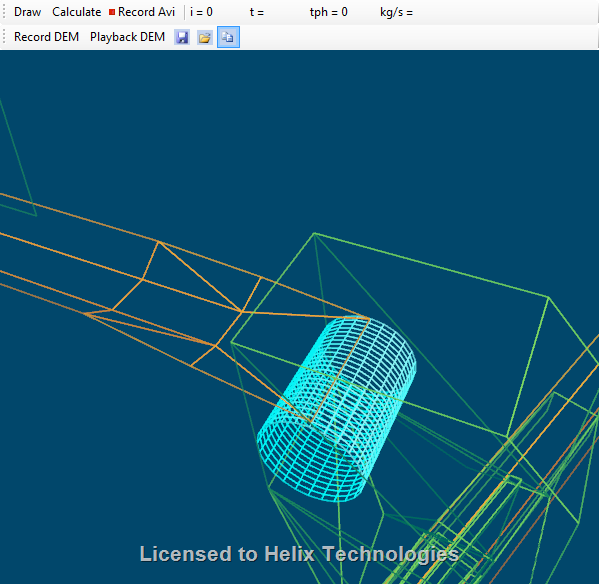 Draw Calculate Record Avi i = 0 t = tph = 0 kg/s =
Record DEM Playback DEM
Licensed to Helix Technologies